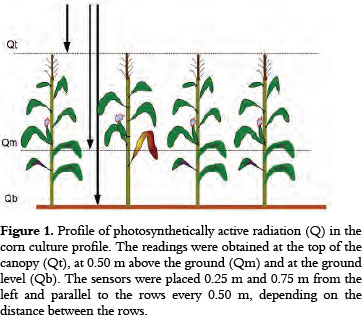 Qt
Qm
Qb
Figure 1. Profile of photosynthetically active radiation (Q) in the
corn culture profile. The readings were obtained at the top of the
canopy (Qt), at 0.50 m above the ground (Qm) and at the ground
level (Qb). The sensors were placed 0.25 m and 0.75 m from the
left and parallel to the rows every 0.50 m, depending on the
distance between the rows.